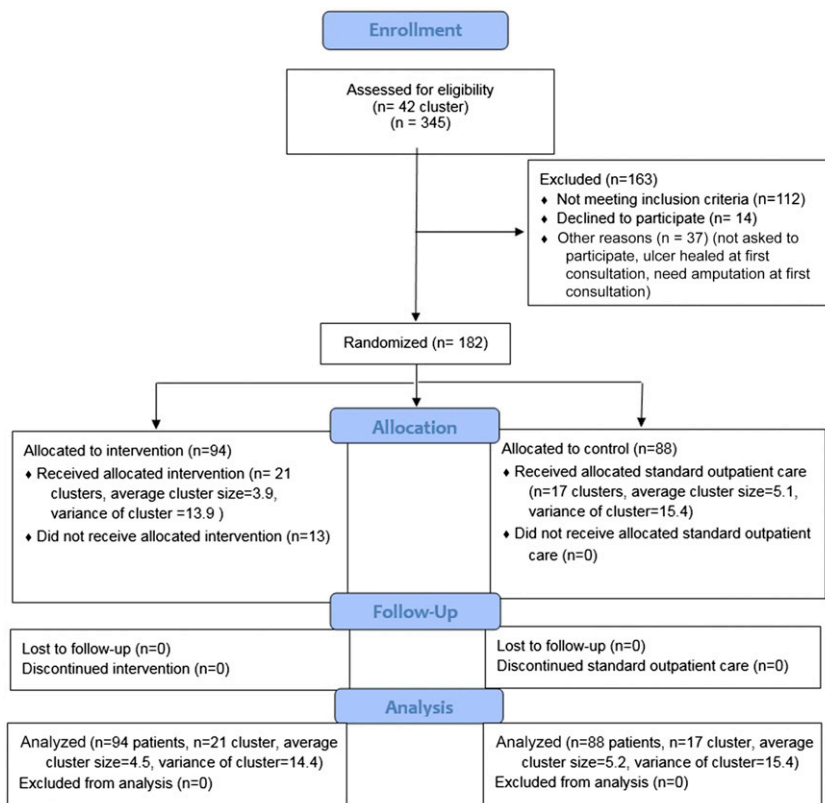 Enrollment
Assessed for eligibility
(n= 42 cluster)
(n = 345)
Excluded (n=163)
♦ Not meeting inclusion criteria (n=112)
♦ Declined to participate (n= 14)
♦ Other reasons (n = 37) (not asked to
participate, ulcer healed at first
consultation, need amputation at first
consultation)
Randomized (n= 182)
Allocation
Allocated to intervention (n=94)
♦ Received allocated intervention (n= 21
clusters, average cluster size=3.9,
variance of cluster =13.9 )
♦ Did not receive allocated intervention (n=13)
Allocated to control (n=88)
♦ Received allocated standard outpatient care
(n=17 clusters, average cluster size=5.1,
variance of cluster=15.4)
♦ Did not receive allocated standard outpatient
care (n=0)
Follow-Up
Lost to follow-up (n=0)
Discontinued intervention (n=0)
Lost to follow-up (n=0)
Discontinued standard outpatient care (n=0)
Analysis
Analyzed (n=94 patients, n=21 cluster, average
cluster size=4.5, variance of cluster=14.4)
Excluded from analysis (n=0)
Analyzed (n=88 patients, n=17 cluster, average
cluster size=5.2, variance of cluster=15.4)
Excluded from analysis (n=0)